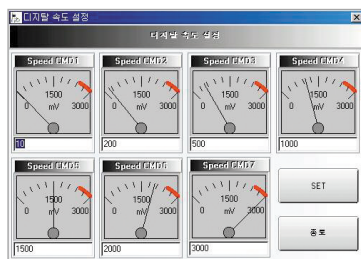 디지탈 속도 설정
디지탈 속도 설정
Speed CMD1 Speed CMD2 Speed CMD3 Speed CMD4
1500 1500 1500 1500
0 mV 3000 0 mV 3000 0 mV 3000 0 mV 3000
10 200 500 1000
Speed CMD5 Speed CMD6 Speed CMD7
1500 1500 1500
0 mV 3000 0 mV 3000 0 mV 3000
SET
종료
1500 2000 3000